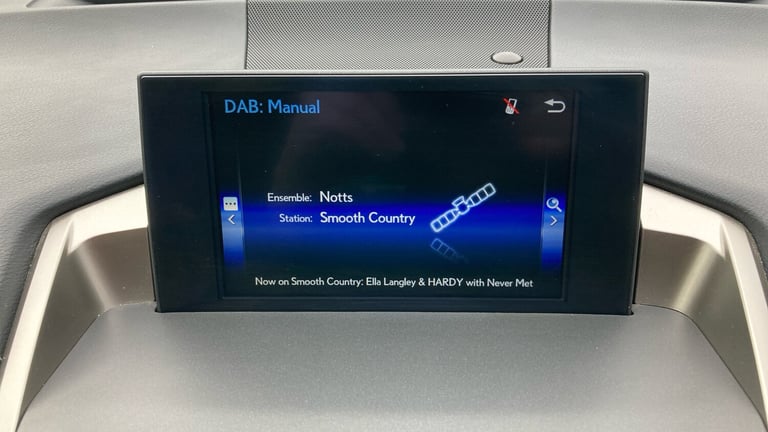 DAB: Manual
Ensemble: Notts
Station: Smooth Country
Now on Smooth Country: Ella Langley & HARDY with Never Met